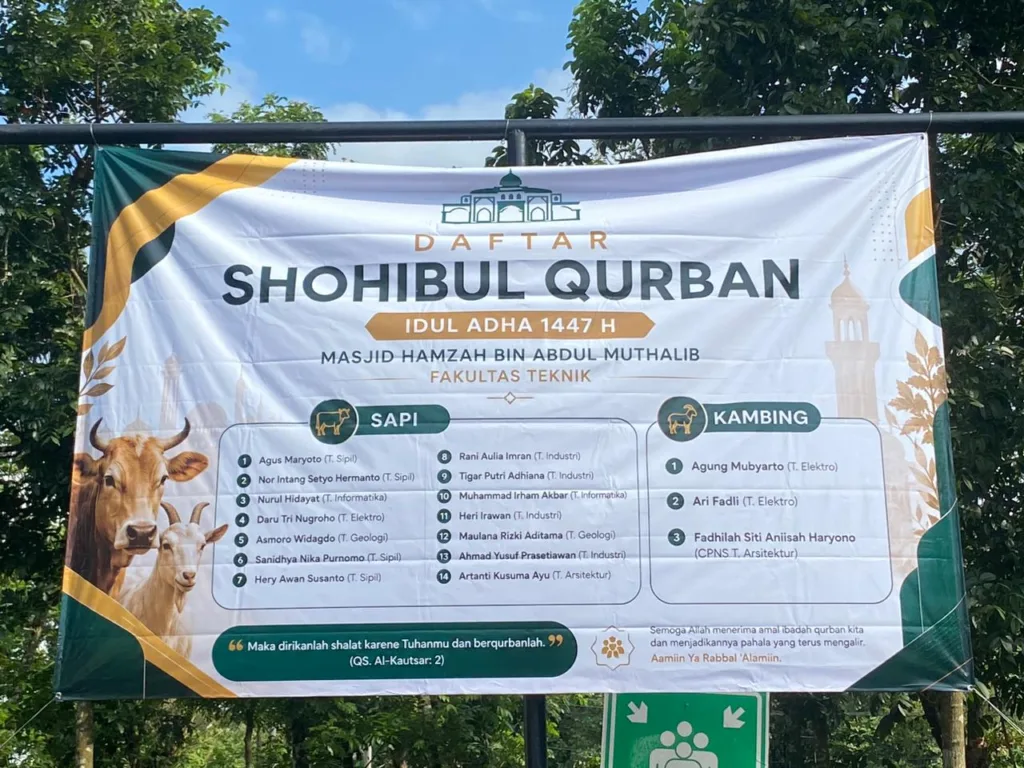 DAFTAR
SHOHIBUL QURBAN
IDUL ADHA 1447 H
MASJID HAMZAH BIN ABDUL MUTHALIB
FAKULTAS TEKNIK
SAPI
1 Agus Maryoto (T. Sipil)
2 Nor Intang Setyo Hermanto (T. Sipil)
3 Nurul Hidayat (T. Informatika)
4 Daru Tri Nugroho (T. Elektro)
5 Asmoro Widagdo (T. Geologi)
6 Sanidhya Nika Purnomo (T. Sipil)
7 Hery Awan Susanto (T. Sipil)
8 Rani Aulia Imran (T. Industri)
9 Tigar Putri Adhiana (T. Industri)
10 Muhammad Irham Akbar (T. Informatika)
11 Heri Irawan (T. Industri)
12 Maulana Rizki Aditama (T. Geologi)
13 Ahmad Yusuf Prasetiawan (T. Industri)
14 Artanti Kusuma Ayu (T. Arsitektur)
KAMBING
1 Agung Mubyarto (T. Elektro)
2 Ari Fadli (T. Elektro)
3 Fadhilah Siti Aniisah Haryono
(CPNS T. Arsitektur)
“ Maka dirikanlah shalat karene Tuhanmu dan berqurbanlah. ”
(QS. Al-Kautsar: 2)
Semoga Allah menerima amal ibadah qurban kita
dan menjadikannya pahala yang terus mengalir.
Aamiin Ya Rabbal ‘Alamiin.